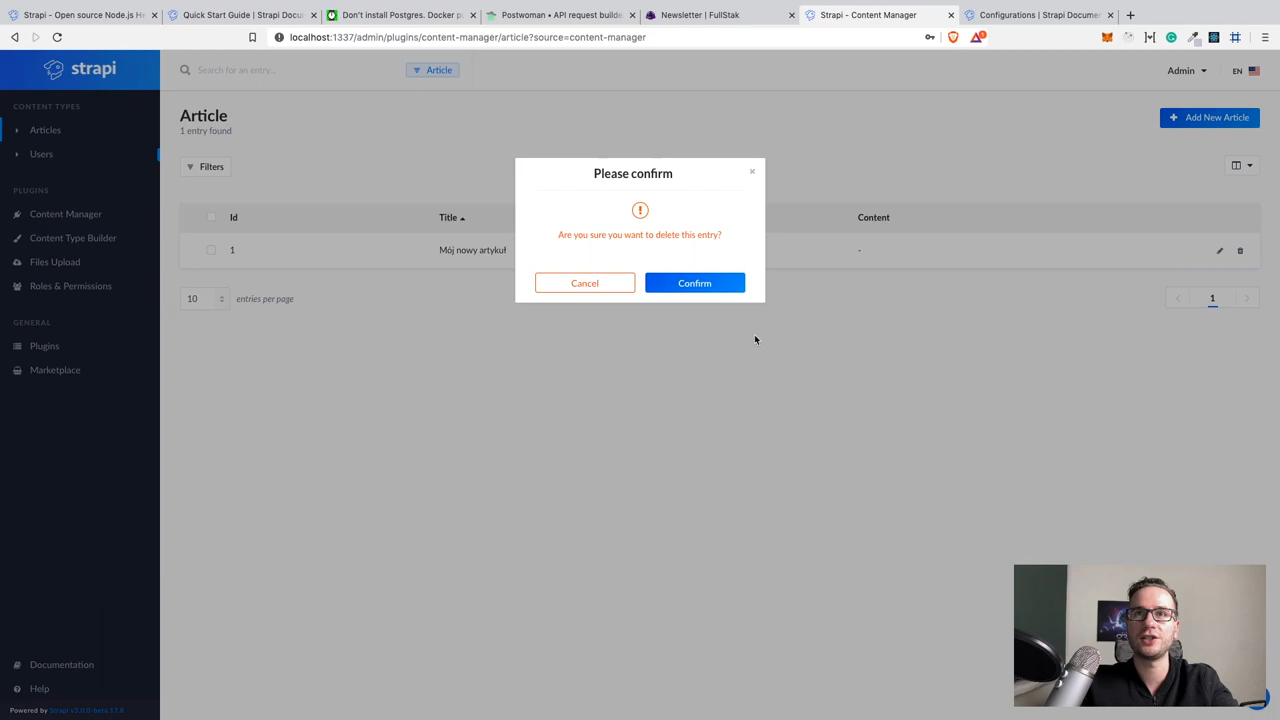 Strapi - Open source Node.js He
Quick Start Guide | Strapi Docu
Don't install Postgres. Docker p
Postwoman • API request builde
Newsletter | FullStak
Strapi - Content Manager
Configurations | Strapi Docume
localhost:1337/admin/plugins/content-manager/article?source=content-manager
strapi
Search for an entry...
Article
Admin
EN
CONTENT TYPES
Articles
Users
PLUGINS
Content Manager
Content Type Builder
Files Upload
Roles & Permissions
GENERAL
Plugins
Marketplace
Documentation
Help
Powered by Strapi v3.0.0-beta.17.8
Article
1 entry found
Add New Article
Filters
Id
Title
Content
1
Mój nowy artykuł
-
10
entries per page
1
Please confirm
Are you sure you want to delete this entry?
Cancel
Confirm